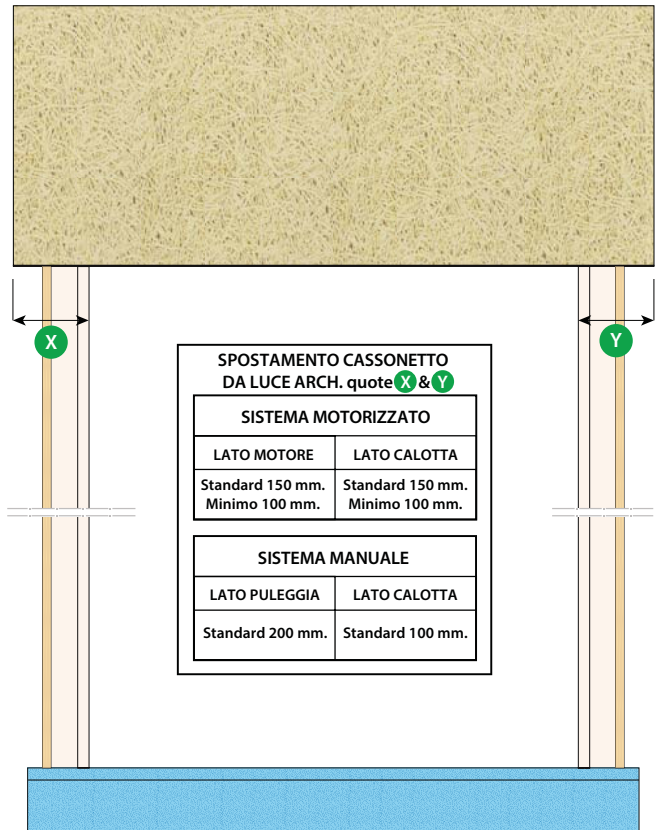 X
Y
SPOSTAMENTO CASSONETTO
DA LUCE ARCH. quote X & Y
SISTEMA MOTORIZZATO
LATO MOTORE LATO CALOTTA
Standard 150 mm. Standard 150 mm.
Minimo 100 mm. Minimo 100 mm.
SISTEMA MANUALE
LATO PULEGGIA LATO CALOTTA
Standard 200 mm. Standard 100 mm.